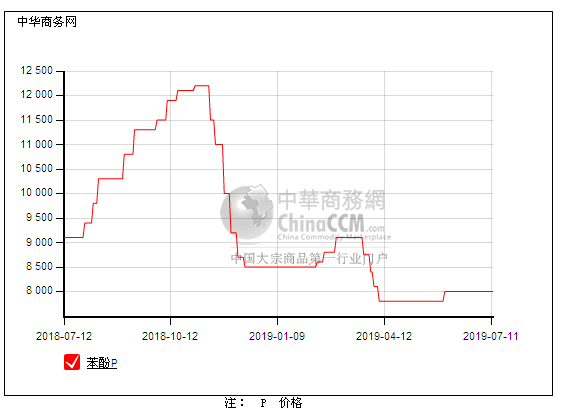 中华商务网
12 500
12 000
11 500
11 000
10 500
10 000
9 500
9 000
8 500
8 000
中華商務網
ChinaCCM.com
China Commodity Marketplace
中国大宗商品第一行业门户
2018-07-12 2018-10-12 2019-01-09 2019-04-12 2019-07-11
苯酚P
注： P 价格